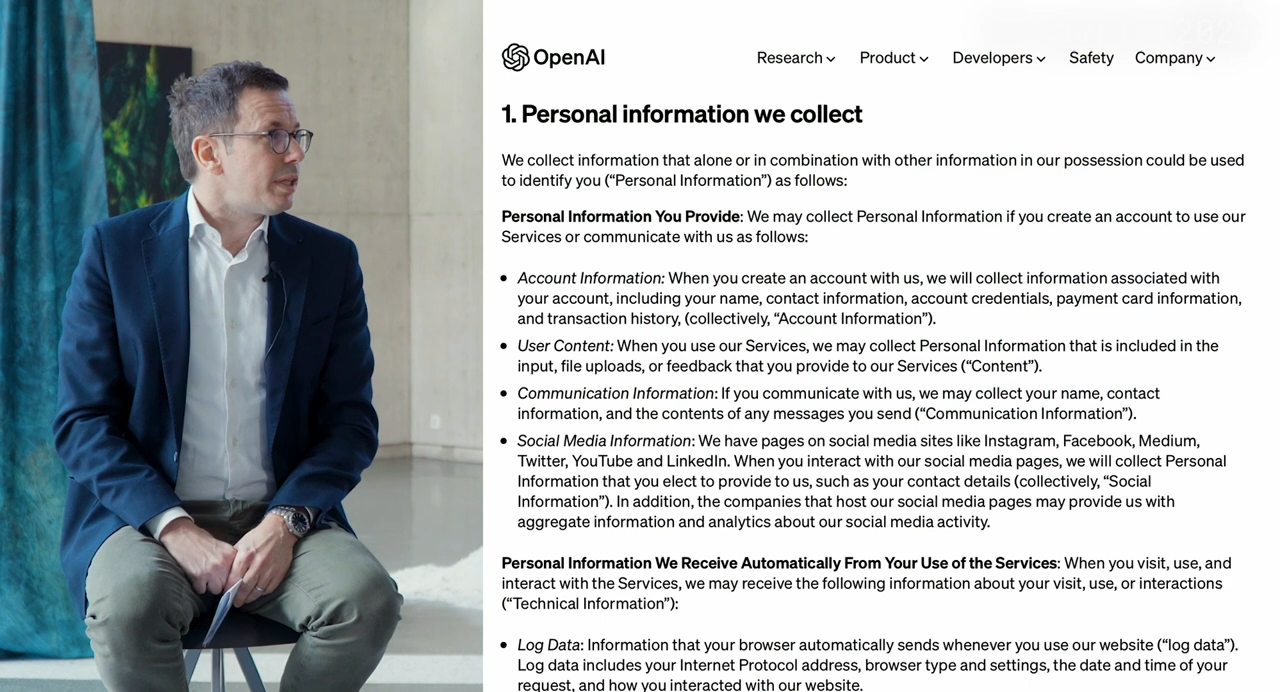 OpenAI
Research Product Developers Safety Company
1. Personal information we collect
We collect information that alone or in combination with other information in our possession could be used
to identify you (“Personal Information”) as follows:
Personal Information You Provide: We may collect Personal Information if you create an account to use our
Services or communicate with us as follows:
• Account Information: When you create an account with us, we will collect information associated with
your account, including your name, contact information, account credentials, payment card information,
and transaction history, (collectively, “Account Information”).
• User Content: When you use our Services, we may collect Personal Information that is included in the
input, file uploads, or feedback that you provide to our Services (“Content”).
• Communication Information: If you communicate with us, we may collect your name, contact
information, and the contents of any messages you send (“Communication Information”).
• Social Media Information: We have pages on social media sites like Instagram, Facebook, Medium,
Twitter, YouTube and LinkedIn. When you interact with our social media pages, we will collect Personal
Information that you elect to provide to us, such as your contact details (collectively, “Social
Information”). In addition, the companies that host our social media pages may provide us with
aggregate information and analytics about our social media activity.
Personal Information We Receive Automatically From Your Use of the Services: When you visit, use, and
interact with the Services, we may receive the following information about your visit, use, or interactions
(“Technical Information”):
• Log Data: Information that your browser automatically sends whenever you use our website (“log data”).
Log data includes your Internet Protocol address, browser type and settings, the date and time of your
request, and how you interacted with our website.